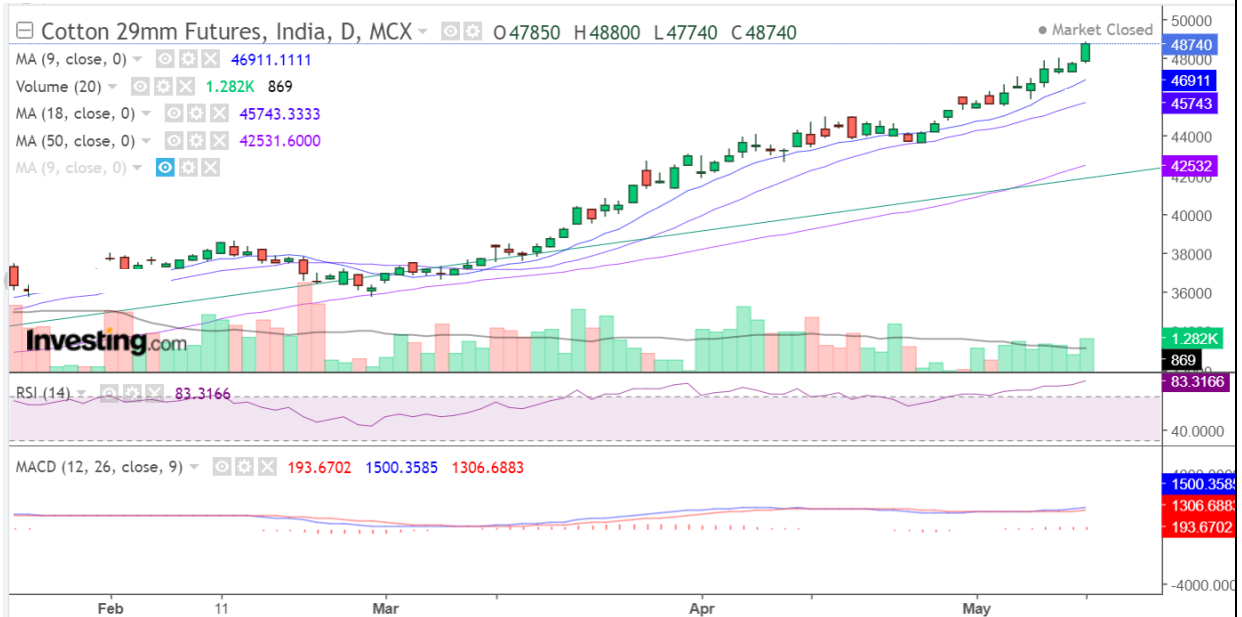 Cotton 29mm Futures, India, D, MCX O47850 H48800 L47740 C48740
Market Closed
MA (9, close, 0) 46911.1111
Volume (20) 1.282K 869
MA (18, close, 0) 45743.3333
MA (50, close, 0) 42531.6000
MA (9, close, 0)
50000
48740
48000
46911
45743
44000
42532
42000
40000
38000
36000
1.282K
869
Investing.com
RSI (14) 83.3166
83.3166
40.0000
MACD (12, 26, close, 9) 193.6702 1500.3585 1306.6883
1500.3585
1306.6883
193.6702
-4000.000
Feb 11 Mar Apr May